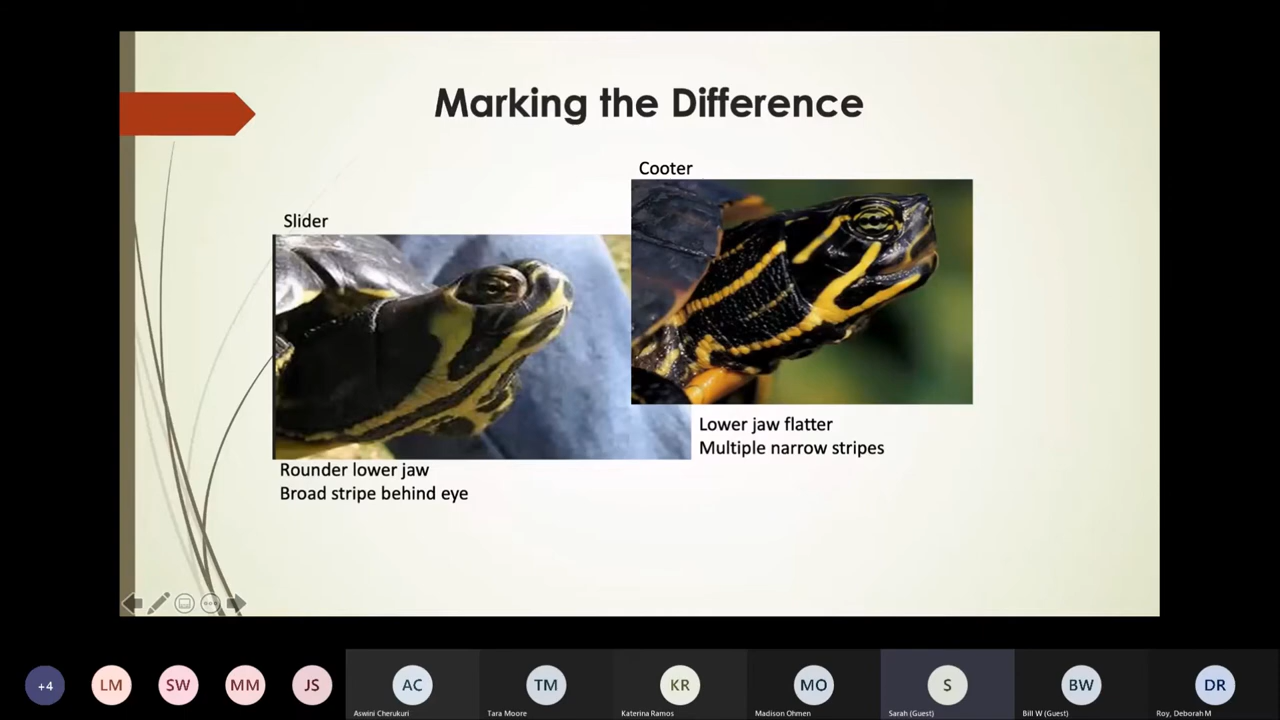 Marking the Difference
Cooter
Slider
Lower jaw flatter
Multiple narrow stripes
Rounder lower jaw
Broad stripe behind eye
+4
LM
SW
MM
JS
AC
TM
KR
MO
S
BW
DR
Aswini Cherukuri
Tara Moore
Katerina Ramos
Madison Ohmen
Sarah (Guest)
Bill W (Guest)
Roy, Deborah M